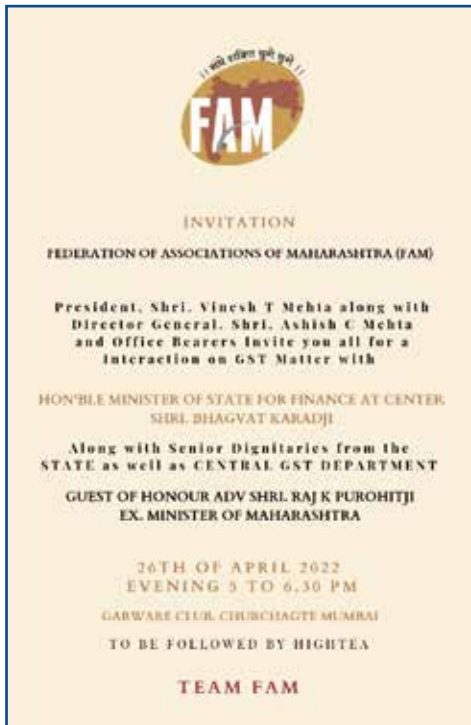 ।। संघे शक्ति युगे युगे ।।
FAM
INVITATION
FEDERATION OF ASSOCIATIONS OF MAHARASHTRA (FAM)
President, Shri. Vinesh T Mehta along with
Director General, Shri. Ashish C Mehta
and Office Bearers Invite you all for a
Interaction on GST Matter with
HON'BLE MINISTER OF STATE FOR FINANCE AT CENTER
SHRI. BHAGVAT KARADJI
Along with Senior Dignitaries from the
STATE as well as CENTRAL GST DEPARTMENT
GUEST OF HONOUR ADV SHRI. RAJ K PUROHITJI
EX. MINISTER OF MAHARASHTRA
26TH OF APRIL 2022
EVENING 5 TO 6.30 PM
GARWARE CLUB, CHURCHAGTE MUMBAI
TO BE FOLLOWED BY HIGHTEA
TEAM FAM